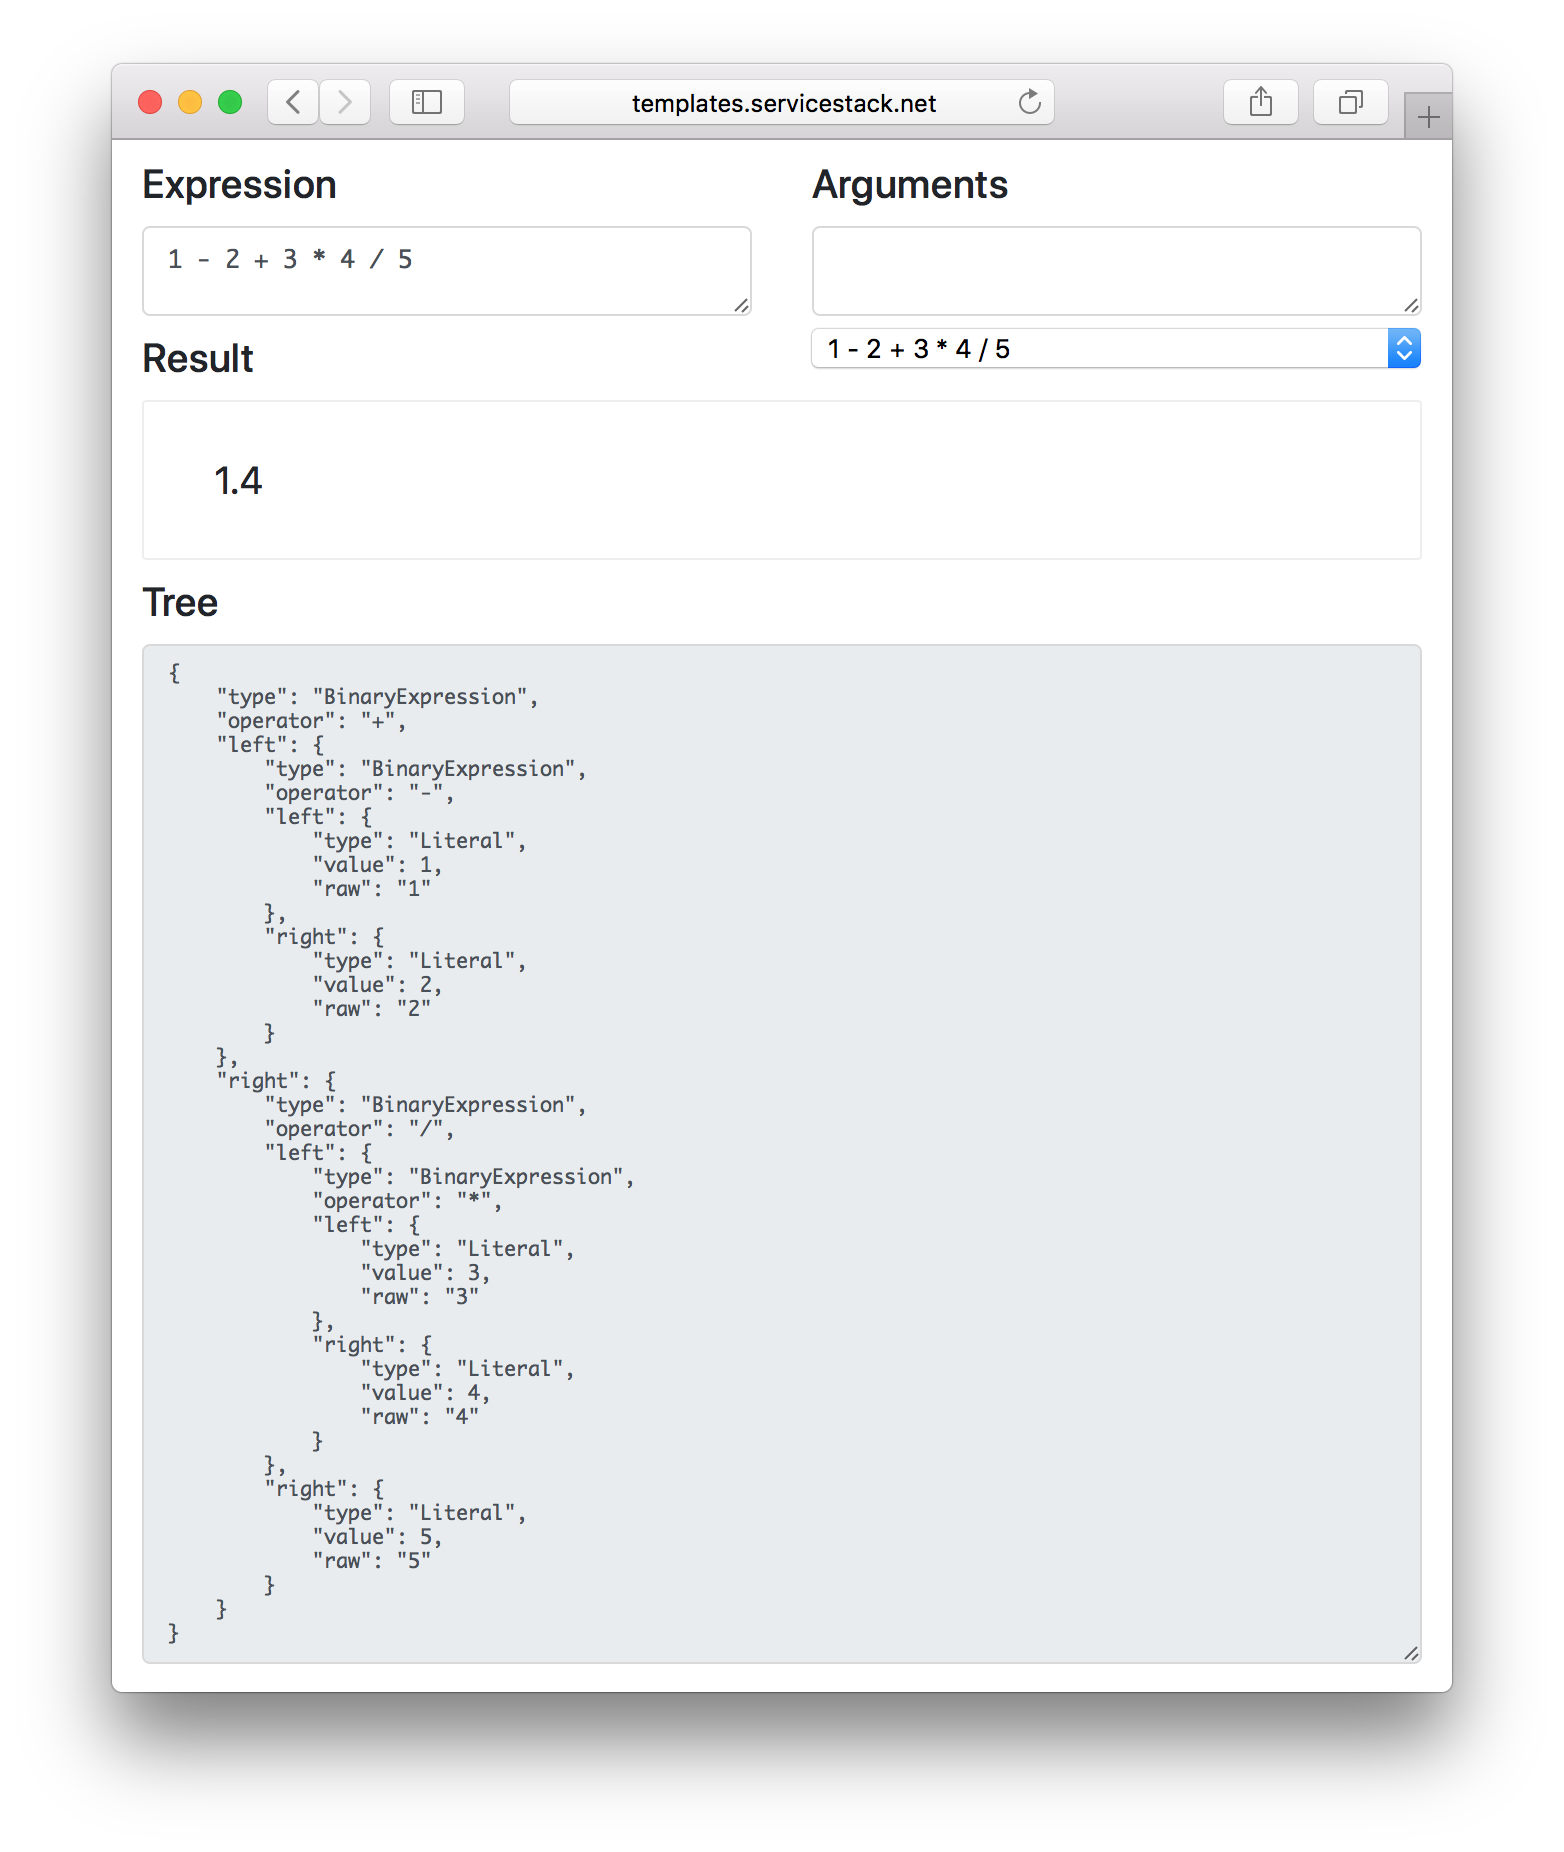 templates.servicestack.net
Expression
Arguments
1 - 2 + 3 * 4 / 5
1 - 2 + 3 * 4 / 5
Result
1.4
Tree
{
    "type": "BinaryExpression",
    "operator": "+",
    "left": {
        "type": "BinaryExpression",
        "operator": "-",
        "left": {
            "type": "Literal",
            "value": 1,
            "raw": "1"
        },
        "right": {
            "type": "Literal",
            "value": 2,
            "raw": "2"
        }
    },
    "right": {
        "type": "BinaryExpression",
        "operator": "/",
        "left": {
            "type": "BinaryExpression",
            "operator": "*",
            "left": {
                "type": "Literal",
                "value": 3,
                "raw": "3"
            },
            "right": {
                "type": "Literal",
                "value": 4,
                "raw": "4"
            }
        },
        "right": {
            "type": "Literal",
            "value": 5,
            "raw": "5"
        }
    }
}